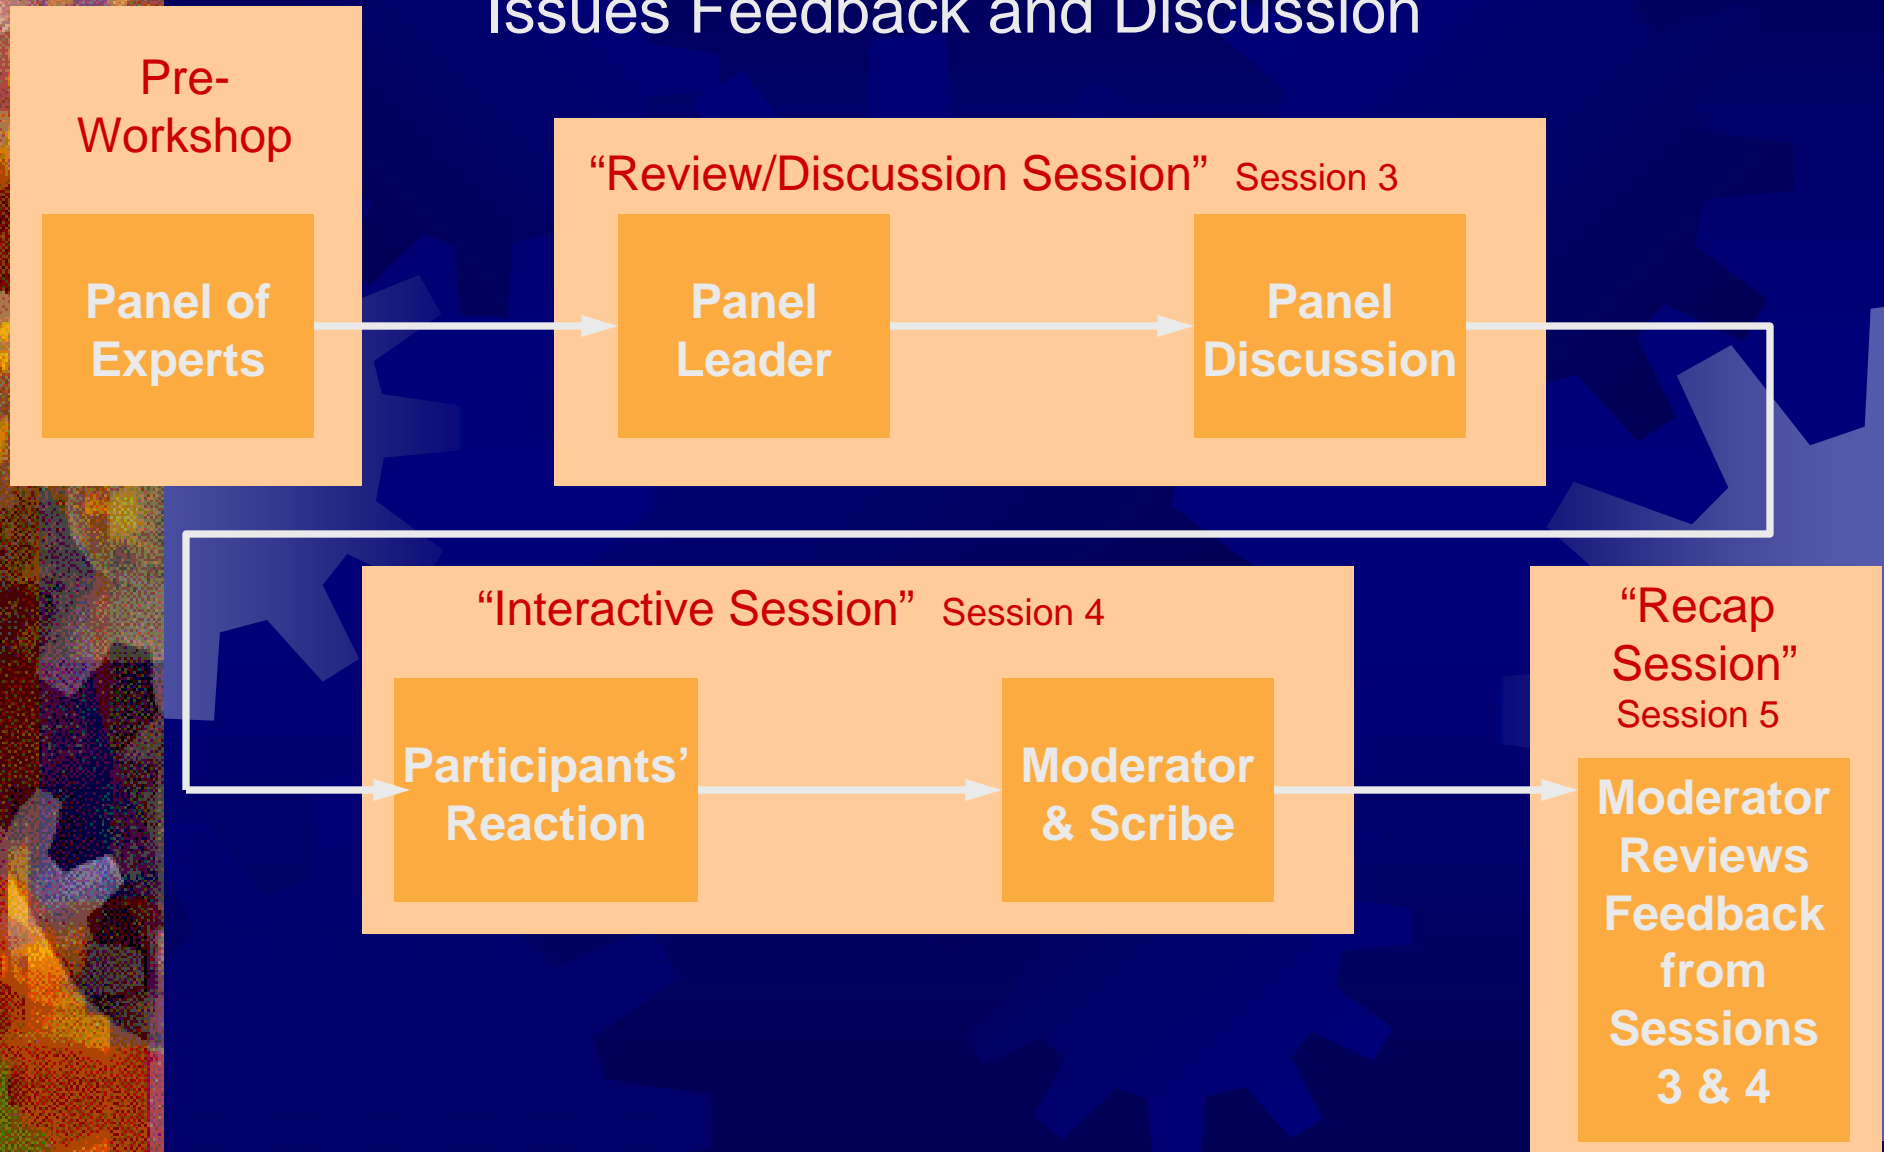 Issues Feedback and Discussion
Pre-
Workshop
Panel of
Experts
“Review/Discussion Session” Session 3
Panel
Leader
Panel
Discussion
“Interactive Session” Session 4
Participants’
Reaction
Moderator
& Scribe
“Recap
Session”
Session 5
Moderator
Reviews
Feedback
from
Sessions
3 & 4